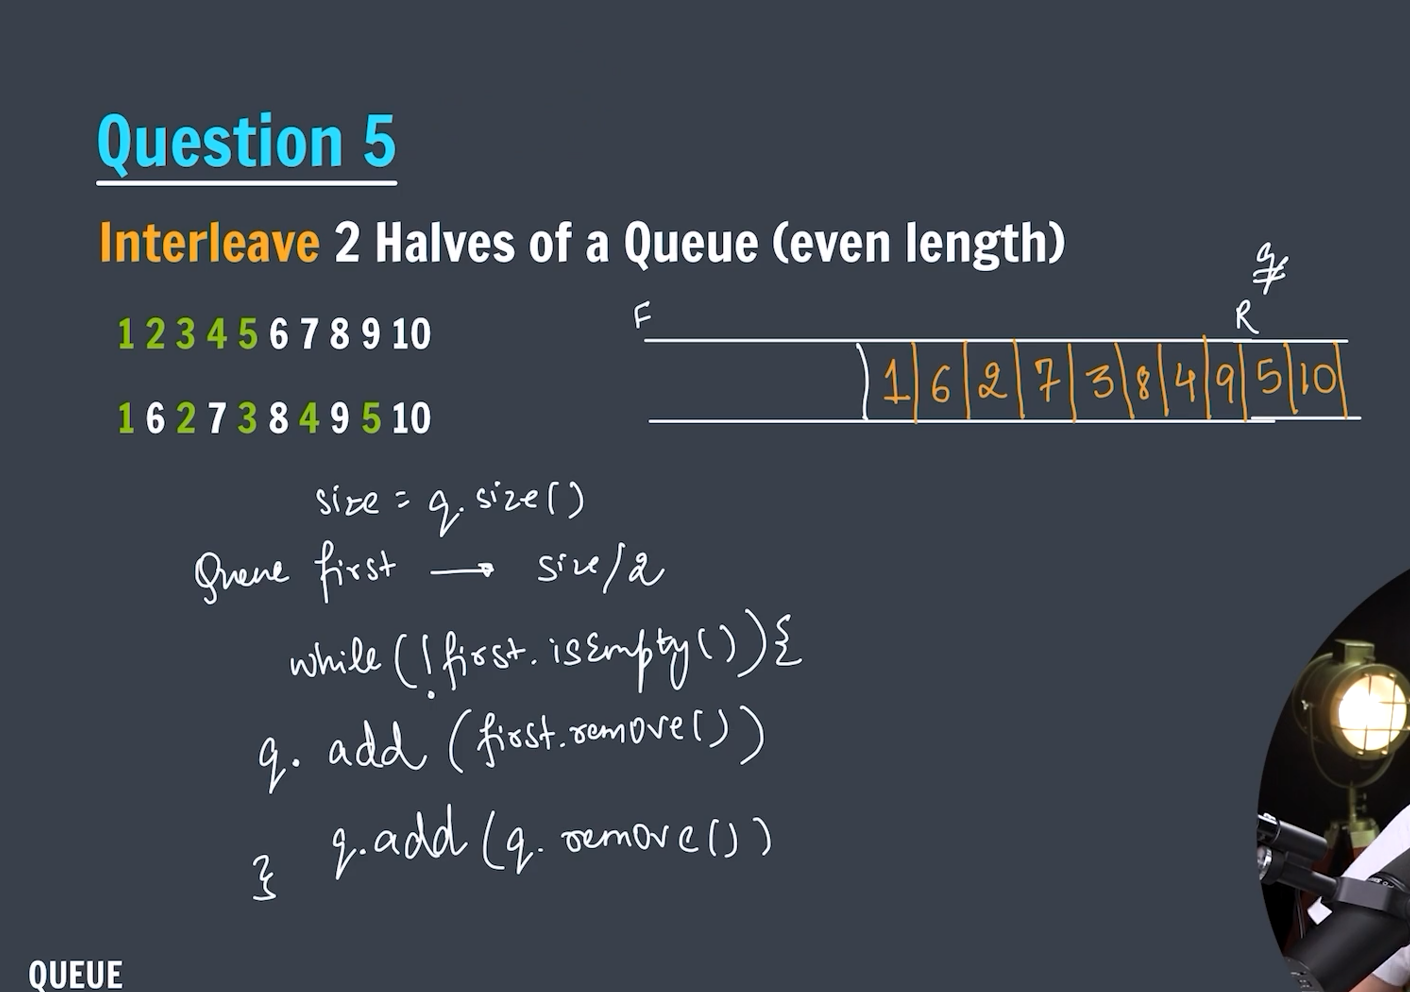 Question 5
Interleave 2 Halves of a Queue (even length)
q
1 2 3 4 5 6 7 8 9 10
F
R
1 6 2 7 3 8 4 9 5 10
1 6 2 7 3 8 4 9 5 10
size = q.size()
Queue first → size/2
while(!first.isEmpty()){
q. add (first.remove())
q.add(q.remove())
}
QUEUE